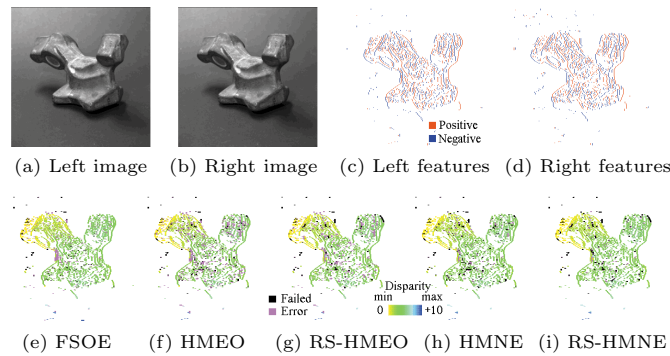 Positive
Negative
(a) Left image (b) Right image (c) Left features (d) Right features
Failed
Error
Disparity
min max
0 +10
(e) FSOE (f) HMEO (g) RS-HMEO (h) HMNE (i) RS-HMNE